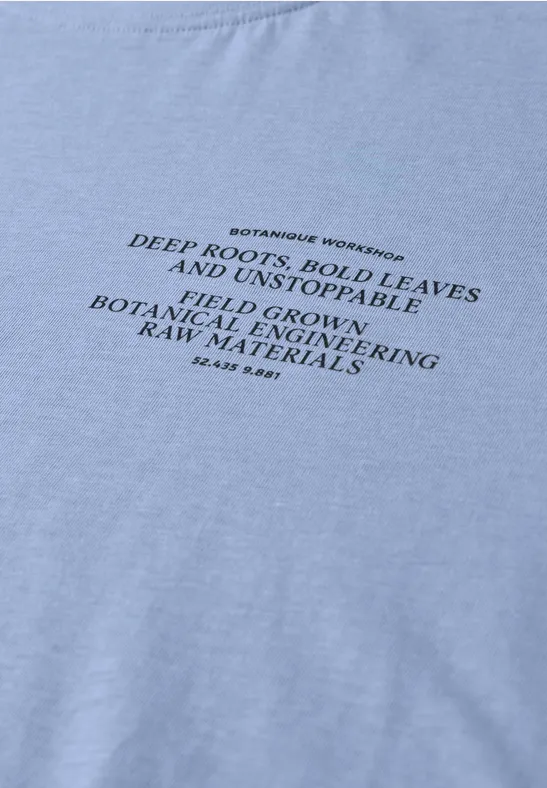 BOTANIQUE WORKSHOP
DEEP ROOTS, BOLD LEAVES
AND UNSTOPPABLE
FIELD GROWN
BOTANICAL ENGINEERING
RAW MATERIALS
52.435 9.881